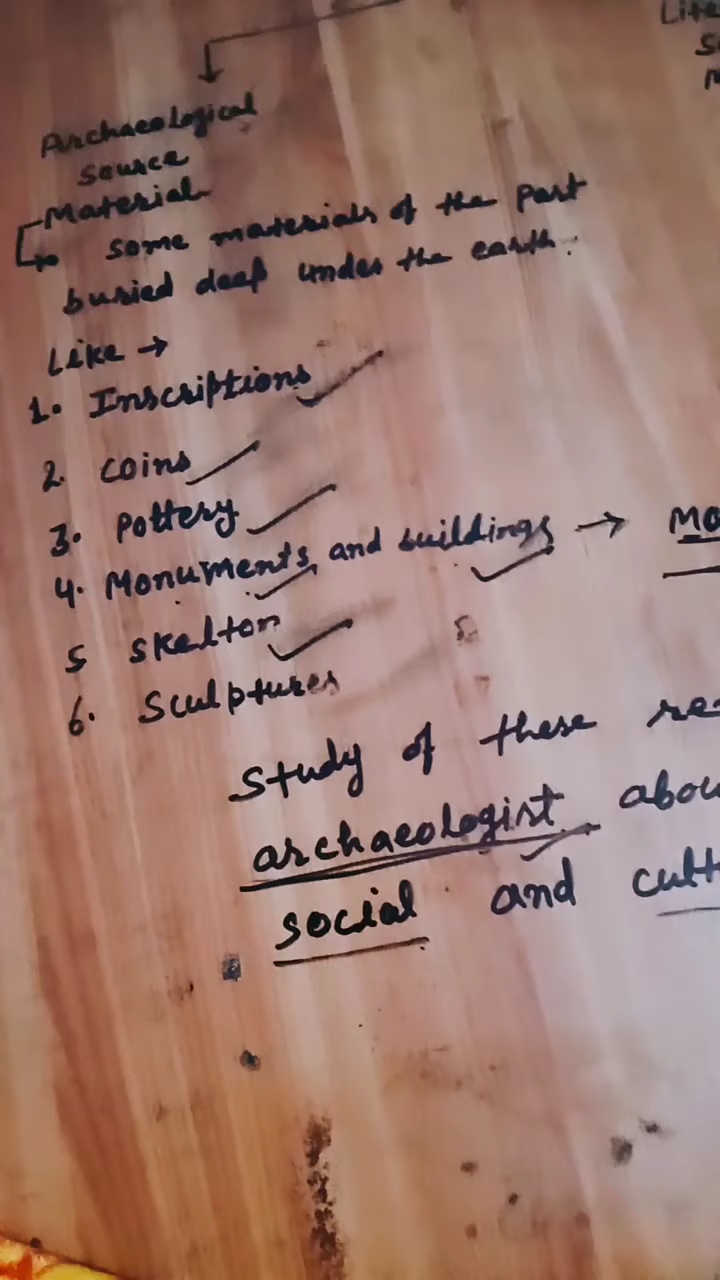 Archaeological
Source
Material
Some materials of the past
buried deep under the earth.
Like →
1. Inscriptions
2. coins
3. Pottery
4. Monuments and buildings →
5 Skelton
6. Sculptures
Study of these
archaeologist
social and